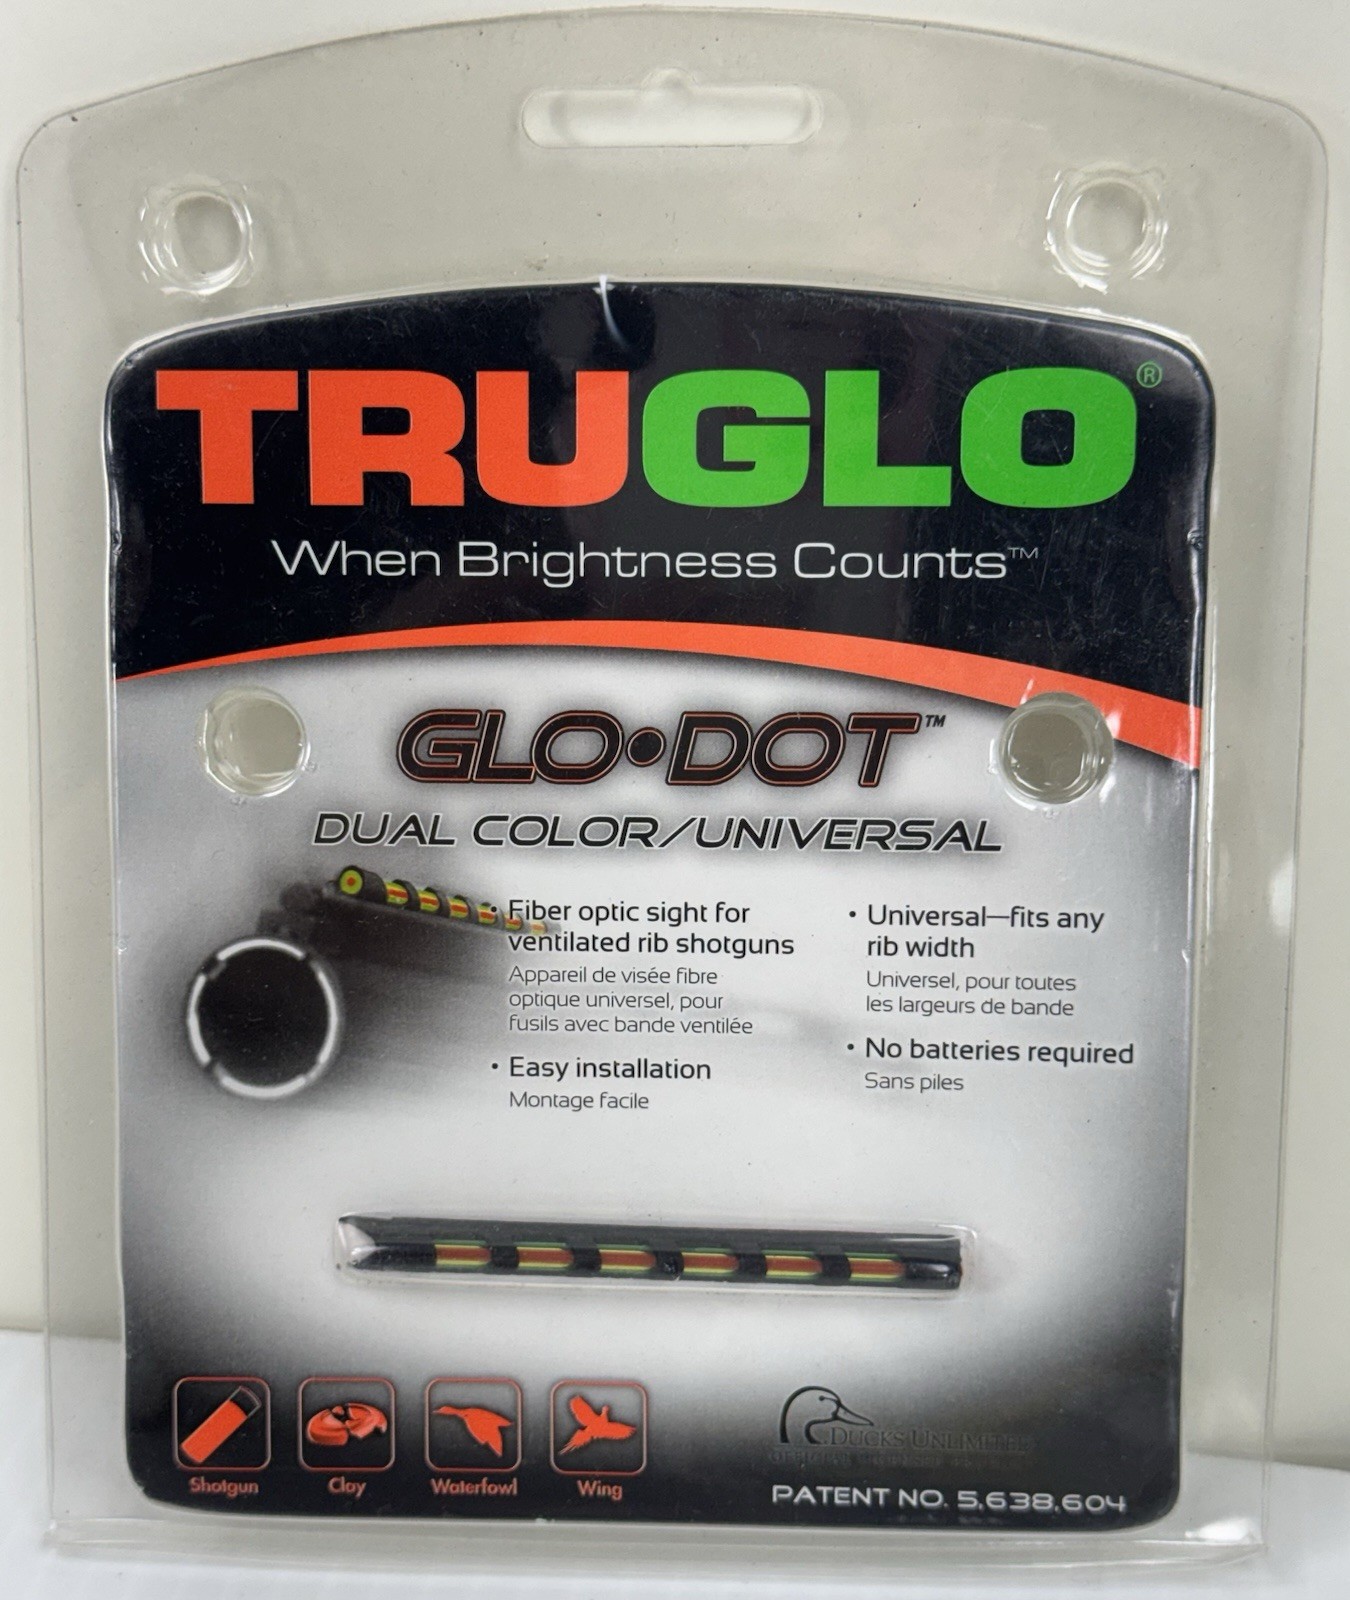 TRUGLO®
When Brightness Counts™
GLO•DOT™
DUAL COLOR/UNIVERSAL
• Fiber optic sight for
ventilated rib shotguns
Appareil de visée fibre
optique universel, pour
fusils avec bande ventilée
• Easy installation
Montage facile
• Universal—fits any
rib width
Universel, pour toutes
les largeurs de bande
• No batteries required
Sans piles
Shotgun
Clay
Waterfowl
Wing
DUCKS UNLIMITED
PATENT NO. 5,638,604